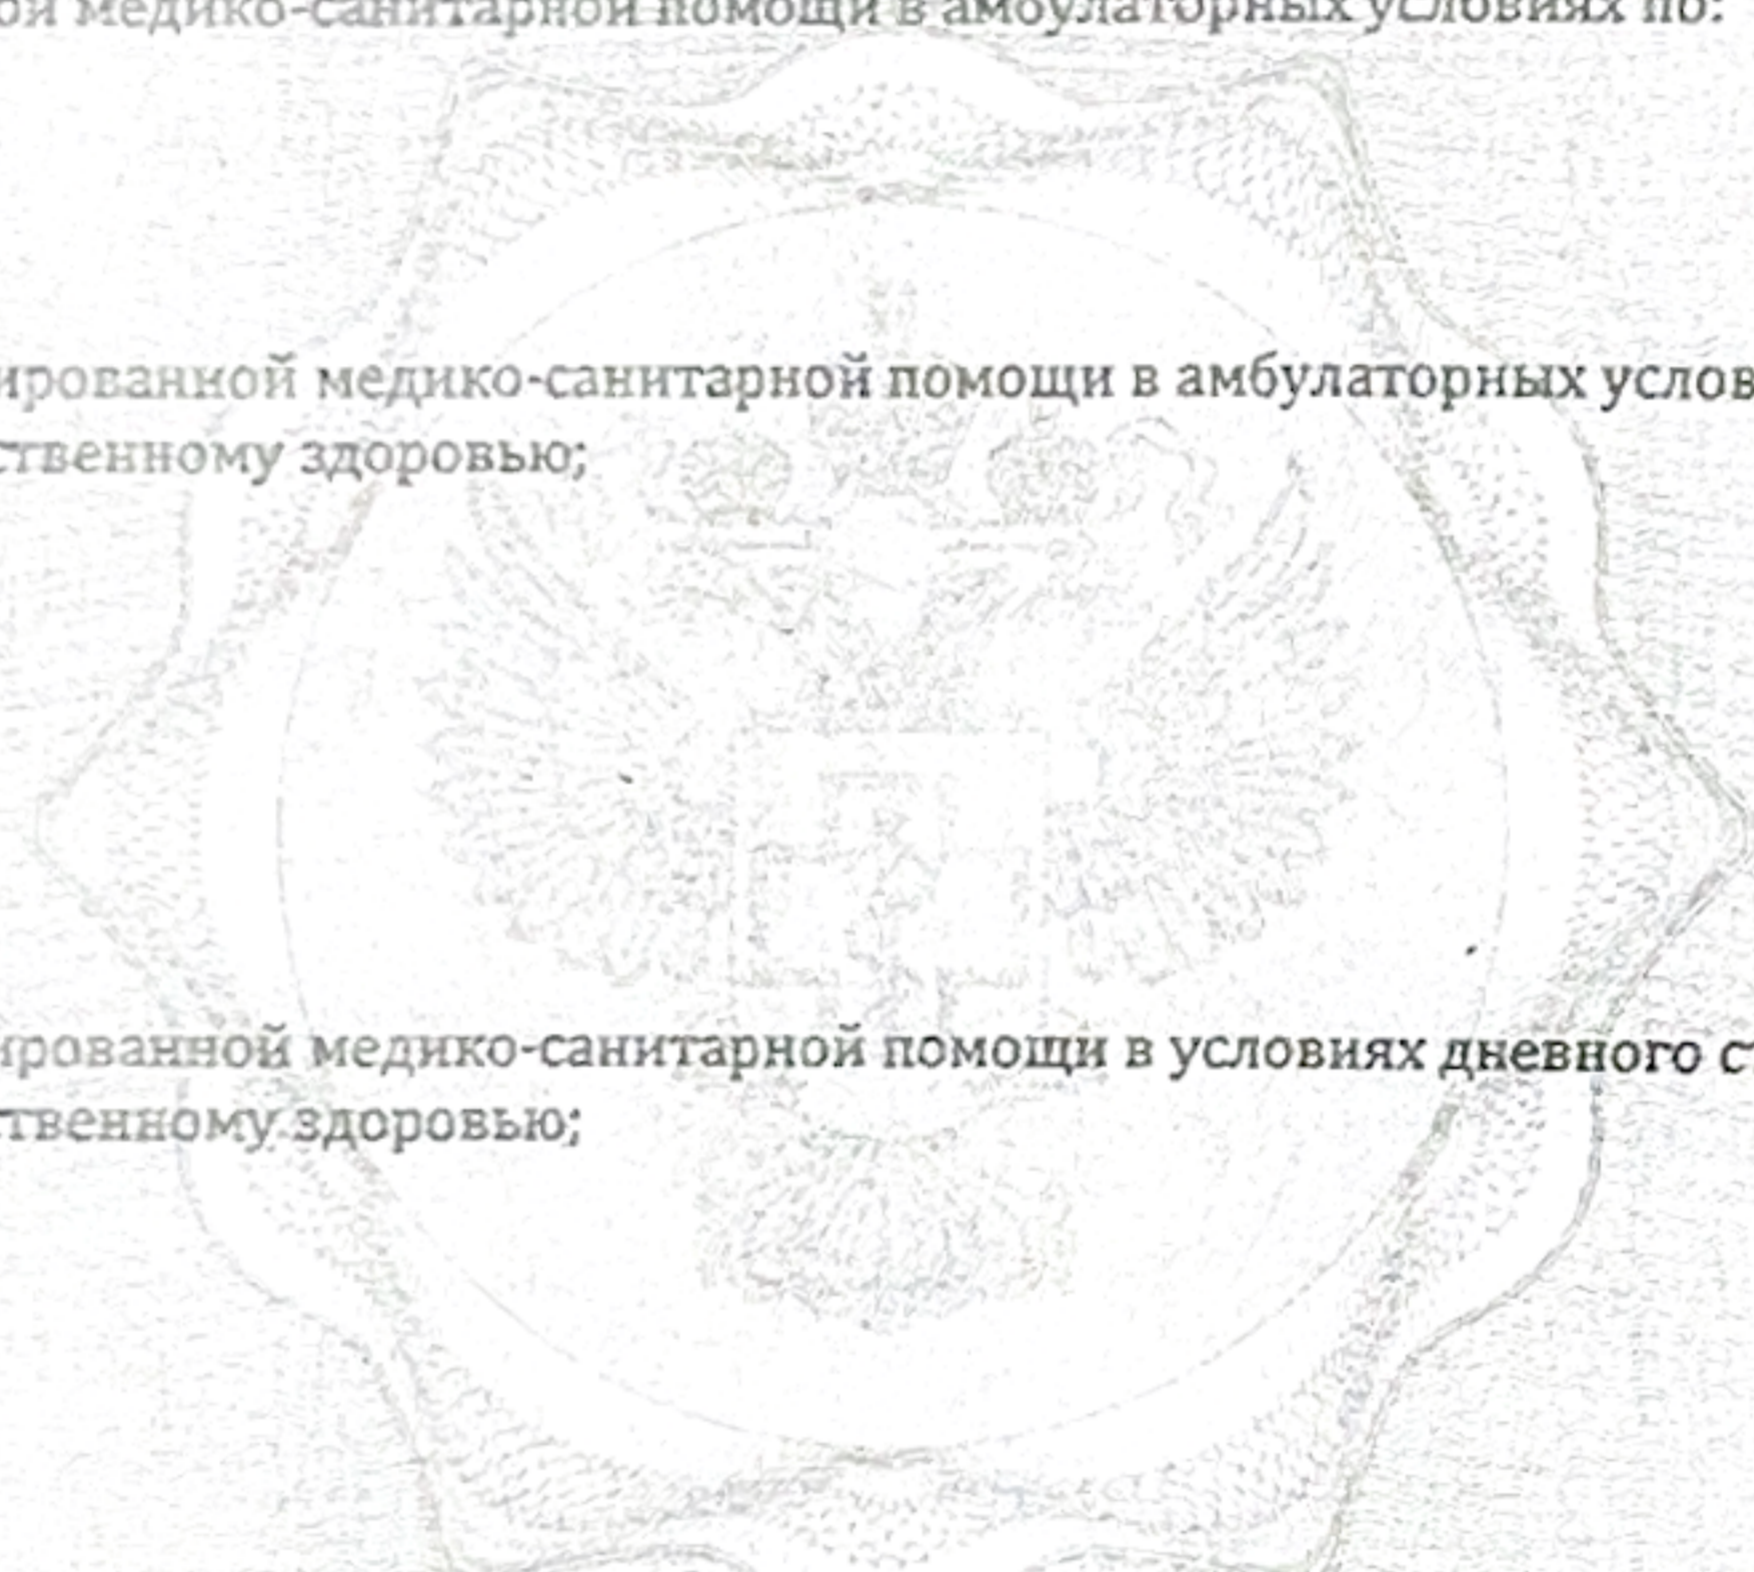 ой медико-санитарной помощи в амбулаторных условиях по:
ированной медико-санитарной помощи в амбулаторных услов
ственному здоровью;
ированной медико-санитарной помощи в условиях дневного ст
ственному здоровью;